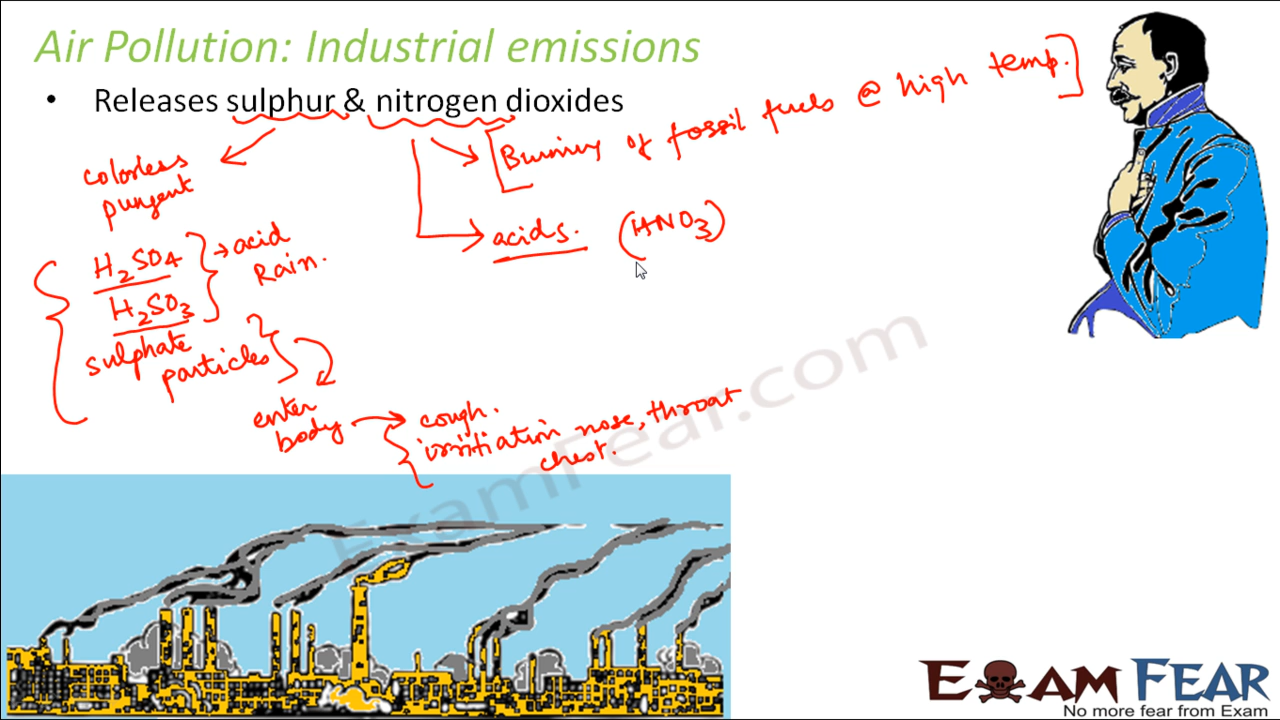 Air Pollution: Industrial emissions
• Releases sulphur & nitrogen dioxides
Burning of fossil fuels @ high temp.
colorless
pungent
acids. (HNO3)
H2SO4
H2SO3
→ acid
Rain.
sulphate
particles
enter
body
cough.
irritiation nose, throat
chest.
ExamFear.com
EXAM FEAR
No more fear from Exam